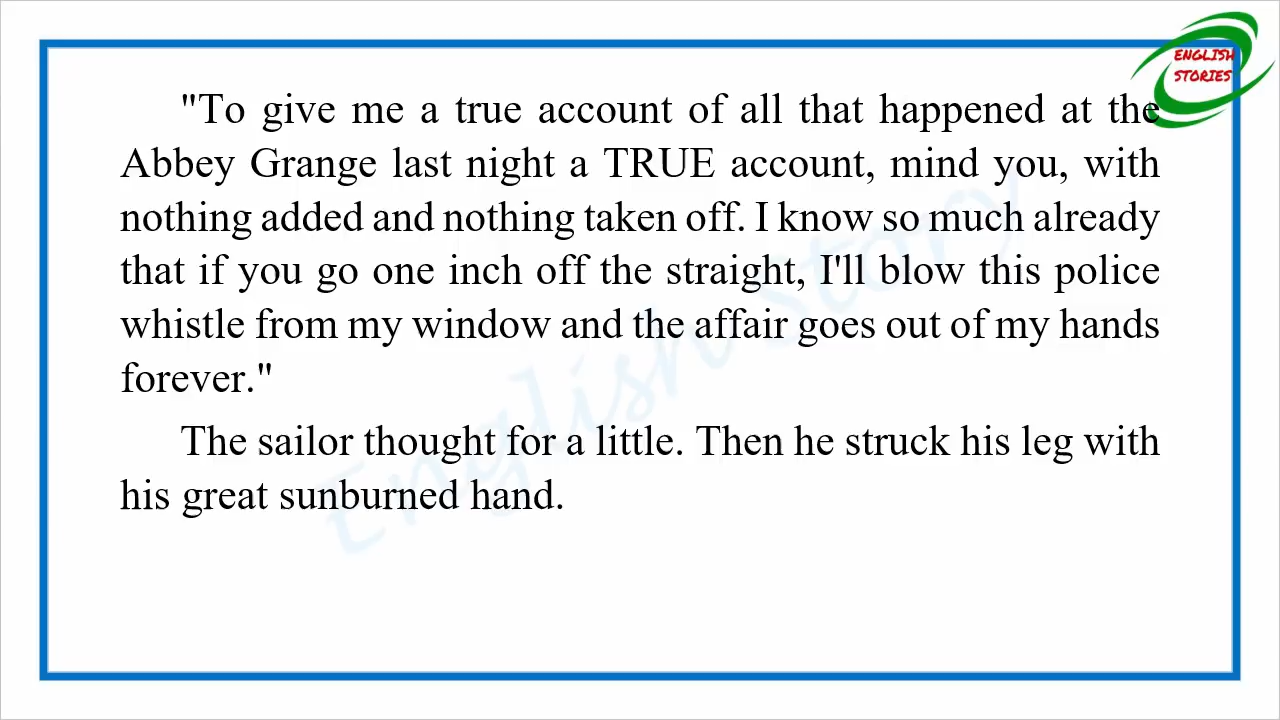 ENGLISH
STORIES
"To give me a true account of all that happened at the
Abbey Grange last night a TRUE account, mind you, with
nothing added and nothing taken off. I know so much already
that if you go one inch off the straight, I'll blow this police
whistle from my window and the affair goes out of my hands
forever."
The sailor thought for a little. Then he struck his leg with
his great sunburned hand.
English Story